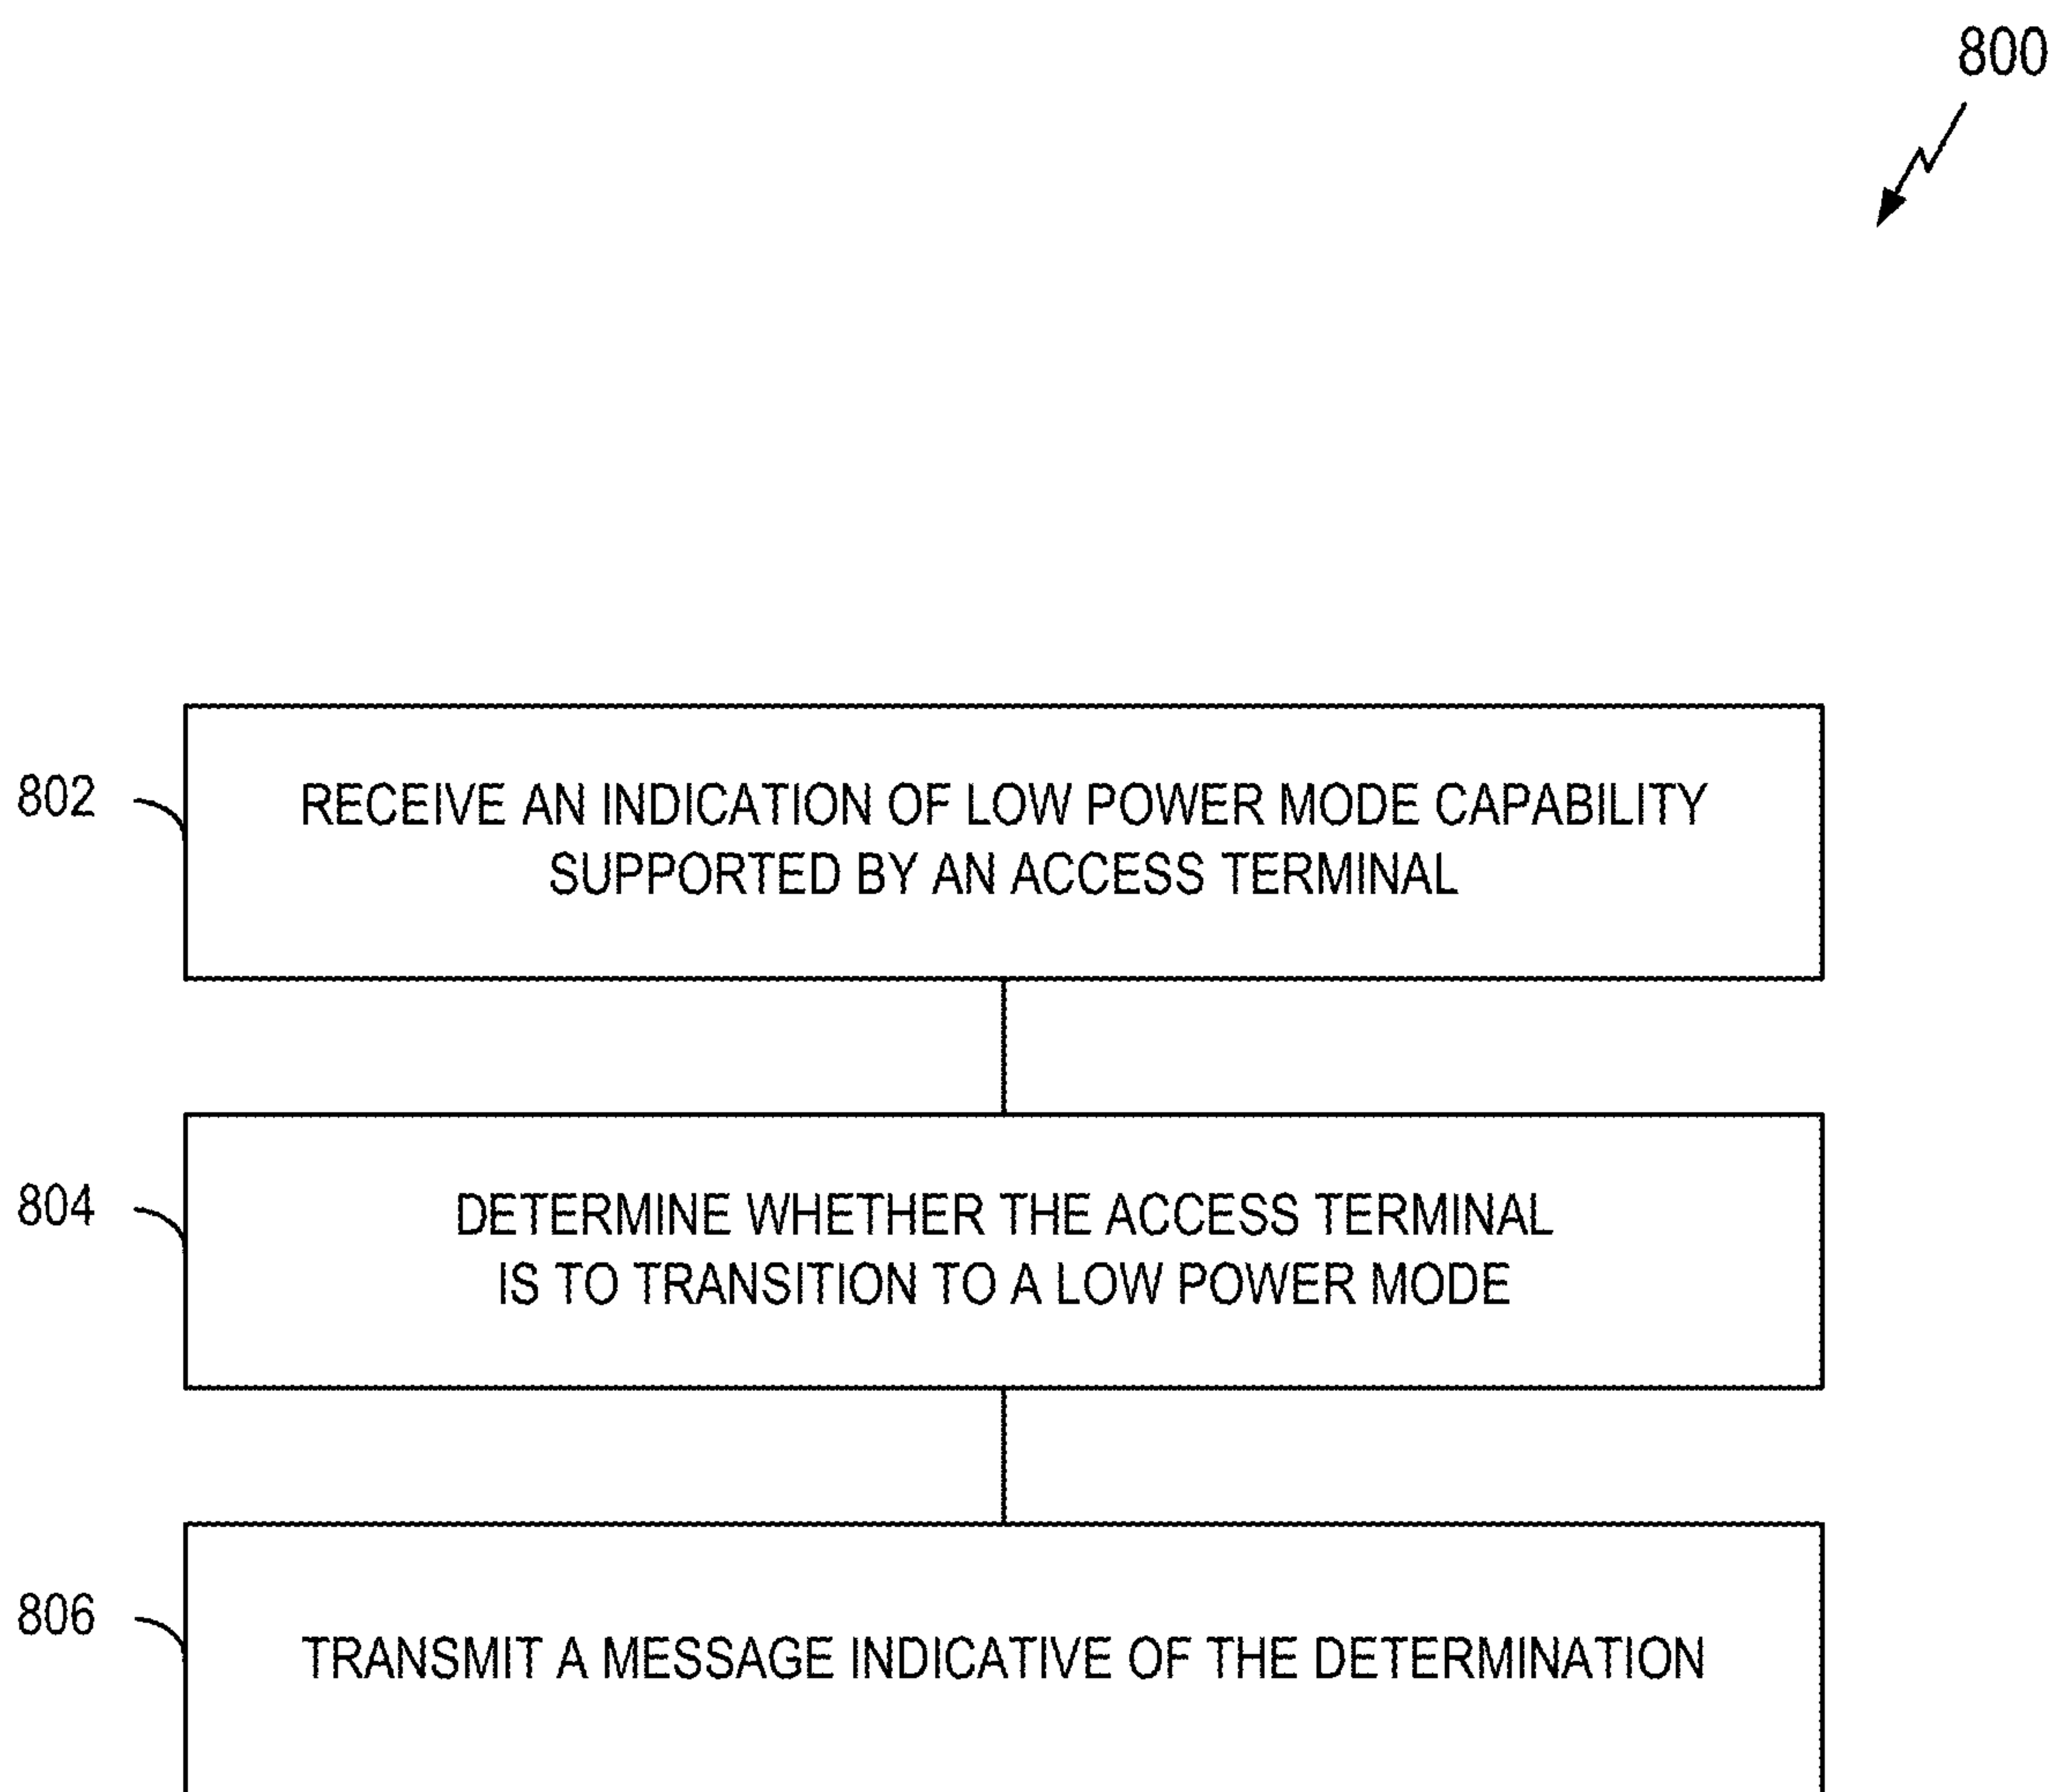 800
802
RECEIVE AN INDICATION OF LOW POWER MODE CAPABILITY
SUPPORTED BY AN ACCESS TERMINAL
804
DETERMINE WHETHER THE ACCESS TERMINAL
IS TO TRANSITION TO A LOW POWER MODE
806
TRANSMIT A MESSAGE INDICATIVE OF THE DETERMINATION